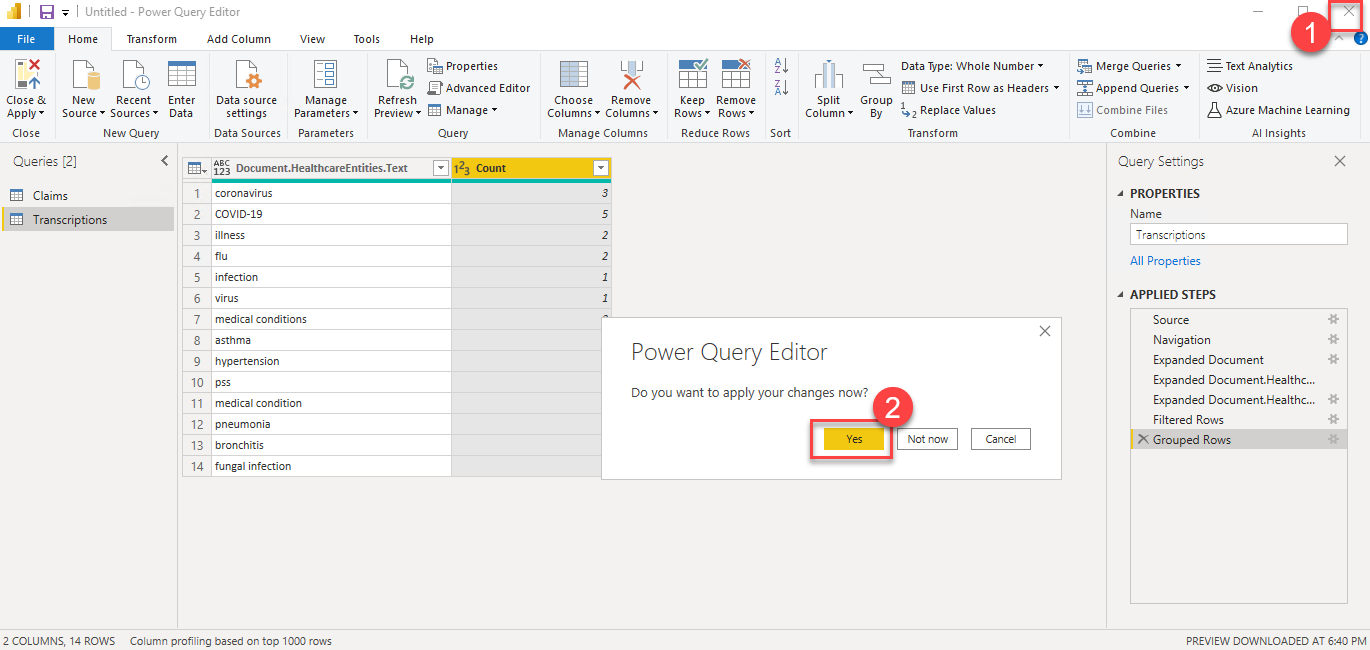 Untitled - Power Query Editor
1
File Home Transform Add Column View Tools Help
?
Close & Apply
New Source
Recent Sources
Enter Data
Data source settings
Manage Parameters
Refresh Preview
Properties
Advanced Editor
Manage
Choose Columns
Remove Columns
Keep Rows
Remove Rows
A Z
Z A
Split Column
Group By
Data Type: Whole Number
Use First Row as Headers
1 2 Replace Values
Merge Queries
Append Queries
Combine Files
Text Analytics
Vision
Azure Machine Learning
Close New Query Data Sources Parameters Query Manage Columns Reduce Rows Sort Transform Combine AI Insights
Queries [2]
Claims
Transcriptions
ABC 123 Document.HealthcareEntities.Text 1 2 3 Count
1 coronavirus 3
2 COVID-19 5
3 illness 2
4 flu 2
5 infection 1
6 virus 1
7 medical conditions
8 asthma
9 hypertension
10 pss
11 medical condition
12 pneumonia
13 bronchitis
14 fungal infection
Power Query Editor
Do you want to apply your changes now?
2
Yes Not now Cancel
Query Settings
PROPERTIES
Name
Transcriptions
All Properties
APPLIED STEPS
Source
Navigation
Expanded Document
Expanded Document.Healthc...
Expanded Document.Healthc...
Filtered Rows
Grouped Rows
2 COLUMNS, 14 ROWS Column profiling based on top 1000 rows PREVIEW DOWNLOADED AT 6:40 PM